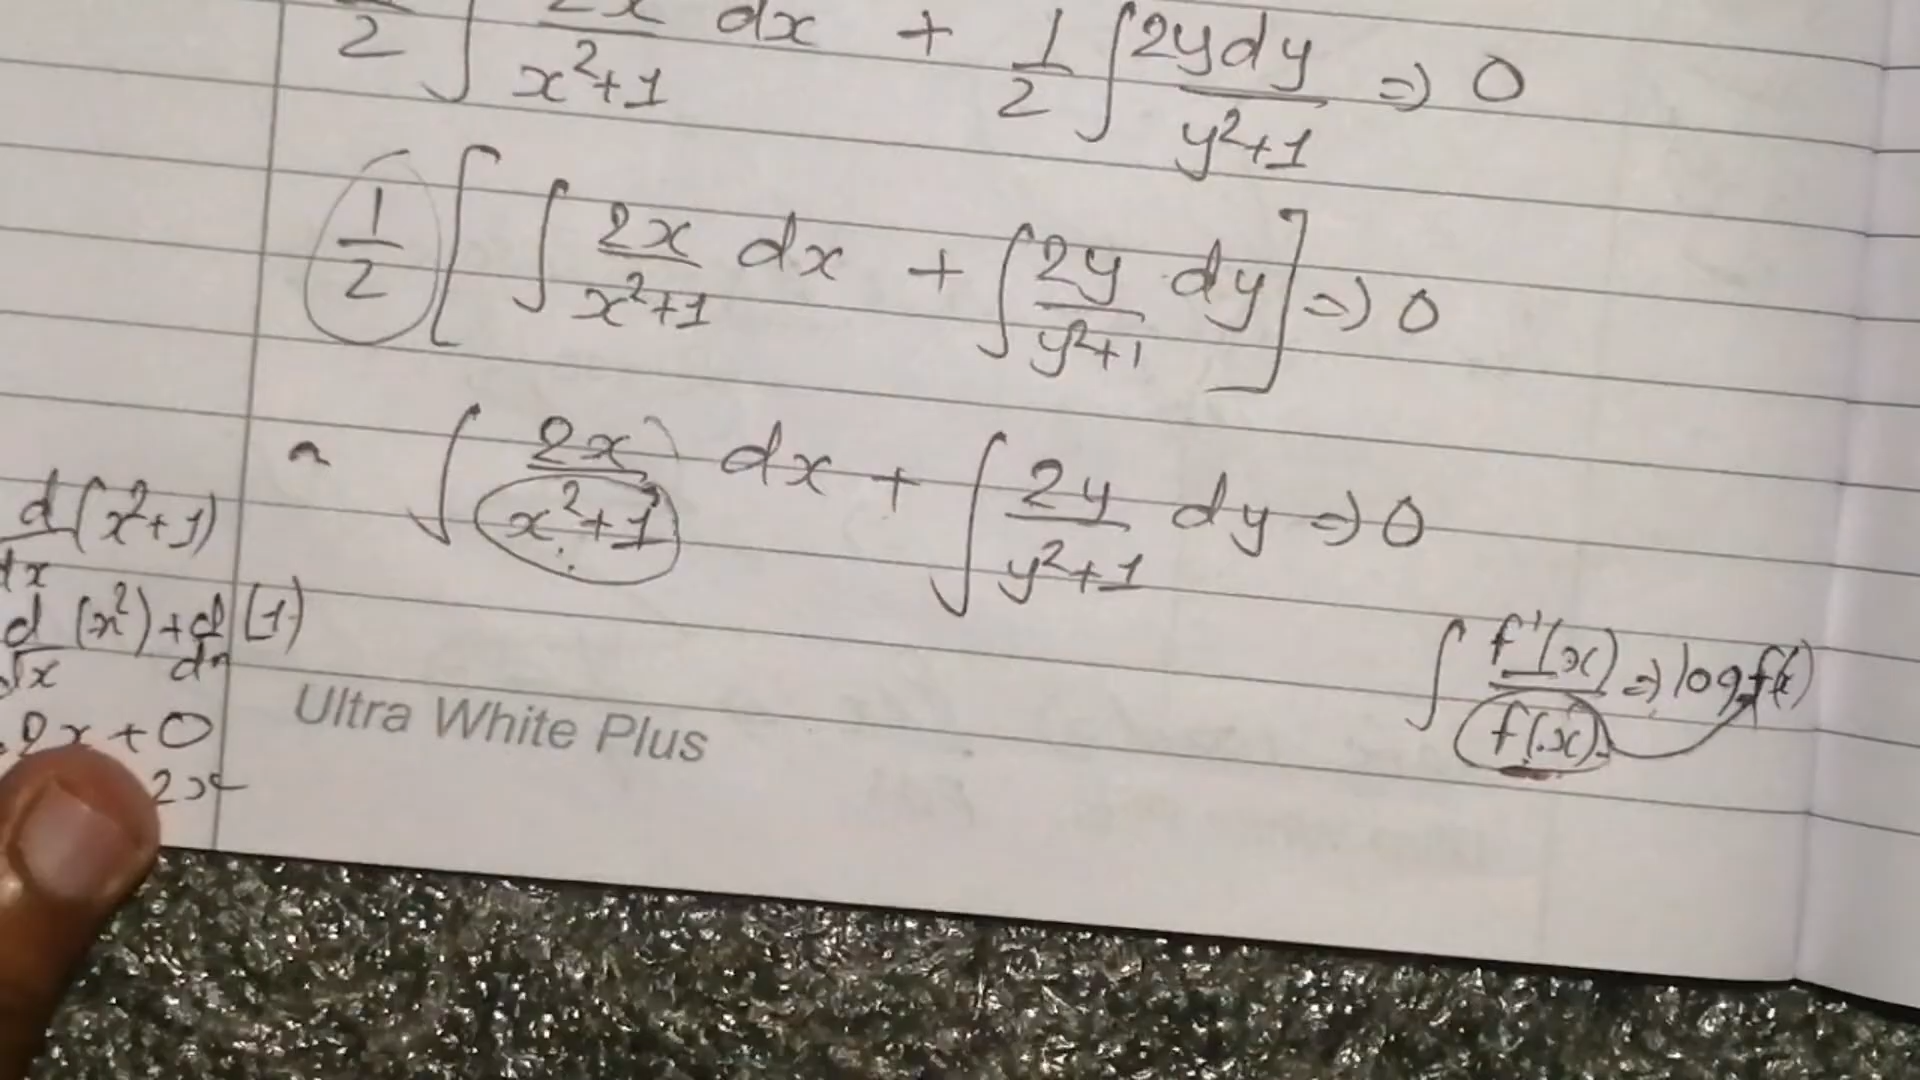 1/2 ∫ 2x/x²+1 dx + 1/2 ∫ 2ydy/y²+1 => 0
1/2 [ ∫ 2x/x²+1 dx + ∫ 2y/y²+1 dy ] => 0
∫ 2x/x²+1 dx + ∫ 2y/y²+1 dy => 0
d/dx (x²+1)
d/dx (x²) + d/dx (1)
2x + 0
2x
∫ f'(x)/f(x) => log f(x)
Ultra White Plus